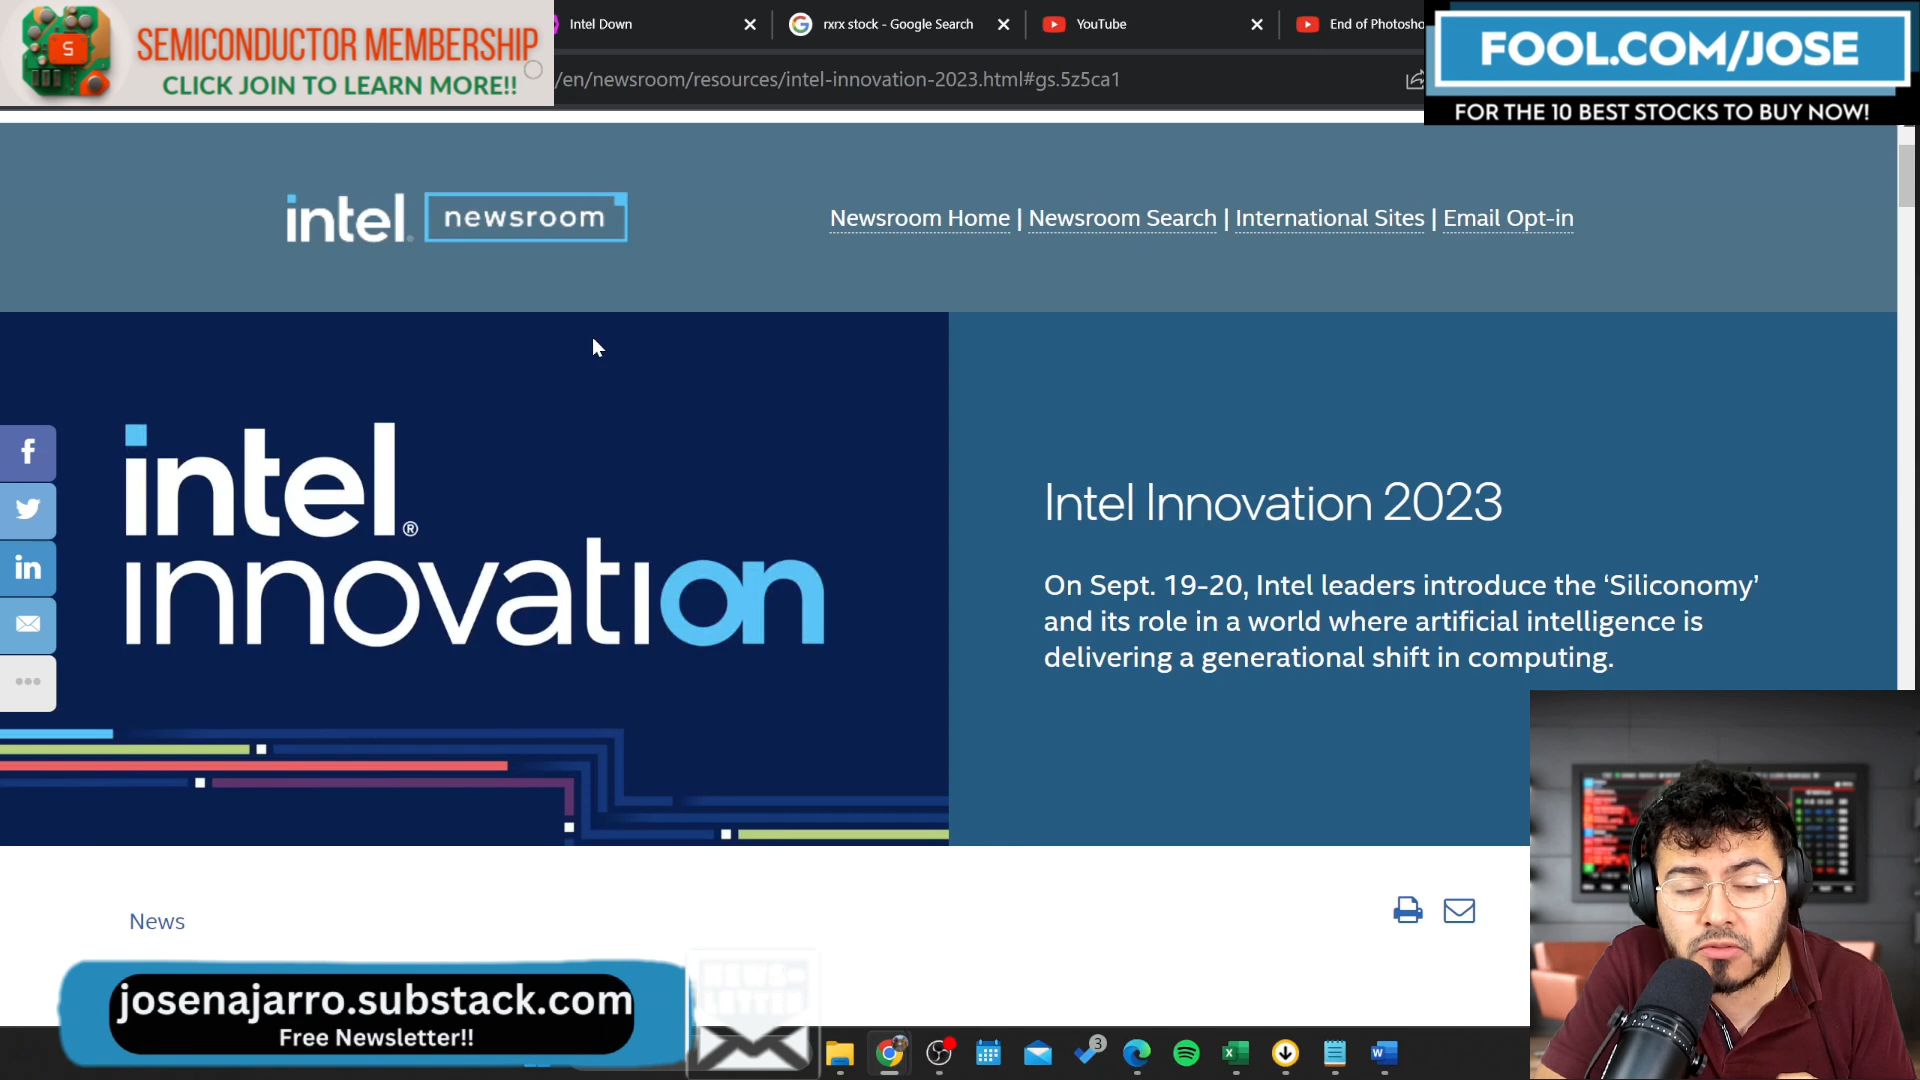 SEMICONDUCTOR MEMBERSHIP
CLICK JOIN TO LEARN MORE!!
Intel Down
rxrx stock - Google Search
YouTube
End of Photosho
/en/newsroom/resources/intel-innovation-2023.html#gs.5z5ca1
FOOL.COM/JOSE
FOR THE 10 BEST STOCKS TO BUY NOW!
intel. newsroom
Newsroom Home | Newsroom Search | International Sites | Email Opt-in
intel®
innovation
Intel Innovation 2023
On Sept. 19-20, Intel leaders introduce the ‘Siliconomy’
and its role in a world where artificial intelligence is
delivering a generational shift in computing.
News
josenajarro.substack.com
Free Newsletter!!
NEWS-
LETTER
3